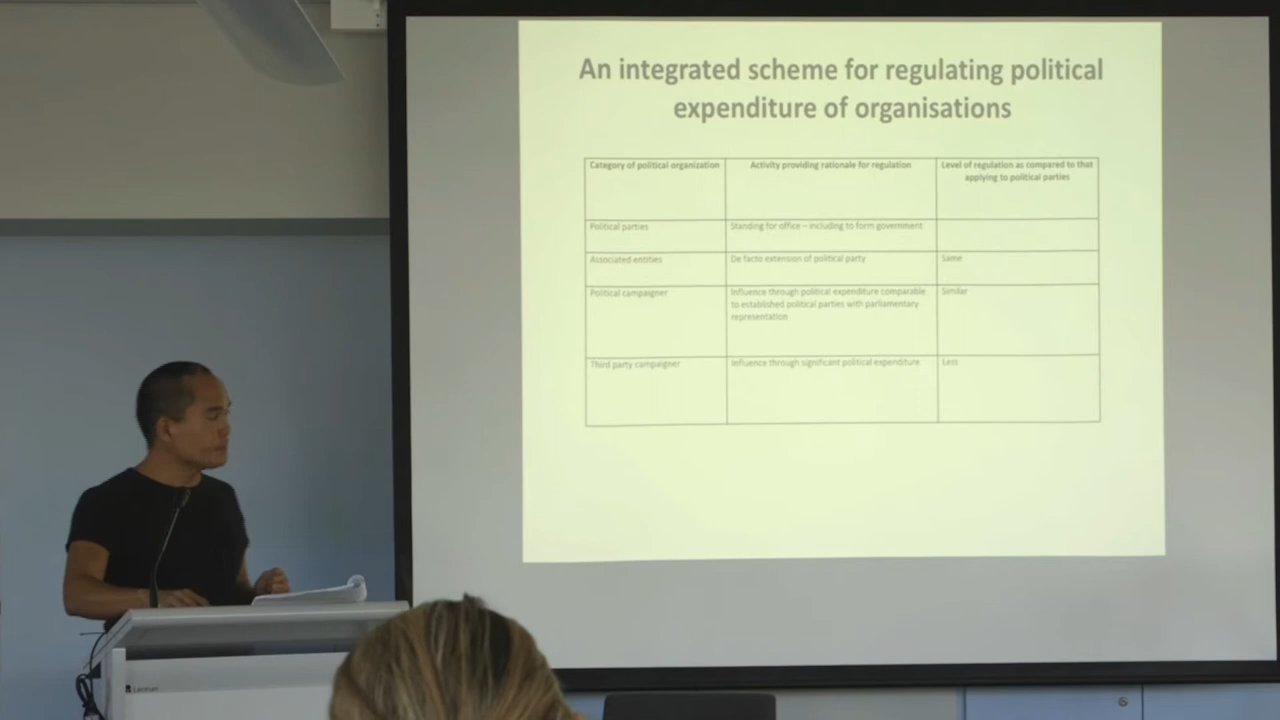 An integrated scheme for regulating political
expenditure of organisations
Category of political organization
Activity providing rationale for regulation
Level of regulation as compared to that
applying to political parties
Political parties
Standing for office – including to form government
Associated entities
De facto extension of political party
Same
Political campaigner
Influence through political expenditure comparable
to established political parties with parliamentary
representation
Similar
Third party campaigner
Influence through significant political expenditure
Less
Lectrum